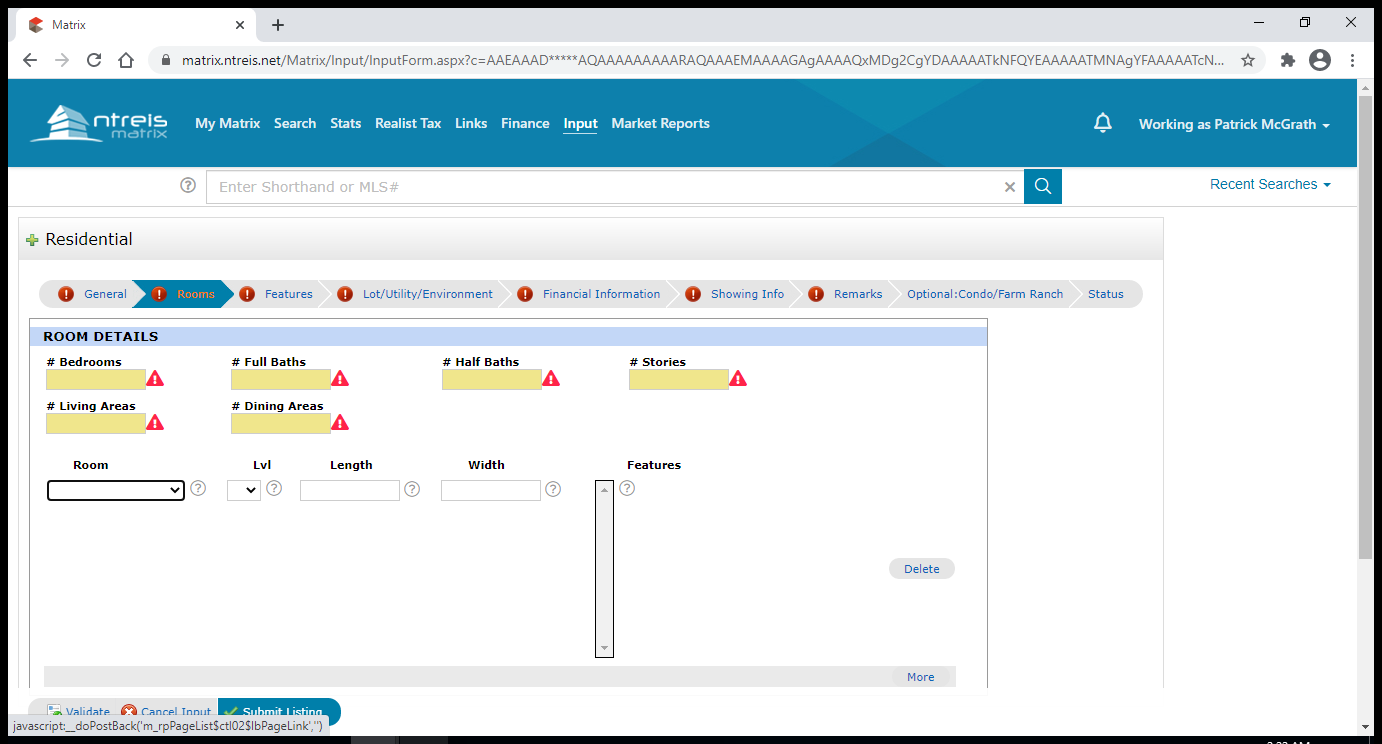 Matrix
matrix.ntreis.net/Matrix/Input/InputForm.aspx?c=AAEAAAD*****AQAAAAAAAAARAQAAAEMAAAAGAgAAAAQxMDg2CgYDAAAAATkNFQYEAAAAATMNAgYFAAAAATcN...
ntreis matrix
My Matrix Search Stats Realist Tax Links Finance Input Market Reports
Working as Patrick McGrath
Enter Shorthand or MLS#
Recent Searches
Residential
General Rooms Features Lot/Utility/Environment Financial Information Showing Info Remarks Optional:Condo/Farm Ranch Status
ROOM DETAILS
# Bedrooms # Full Baths # Half Baths # Stories
# Living Areas # Dining Areas
Room Lvl Length Width Features
Delete
More
Validate Cancel Input Submit Listing
javascript:__doPostBack('m_rpPageList$ctl02$lbPageLink','')